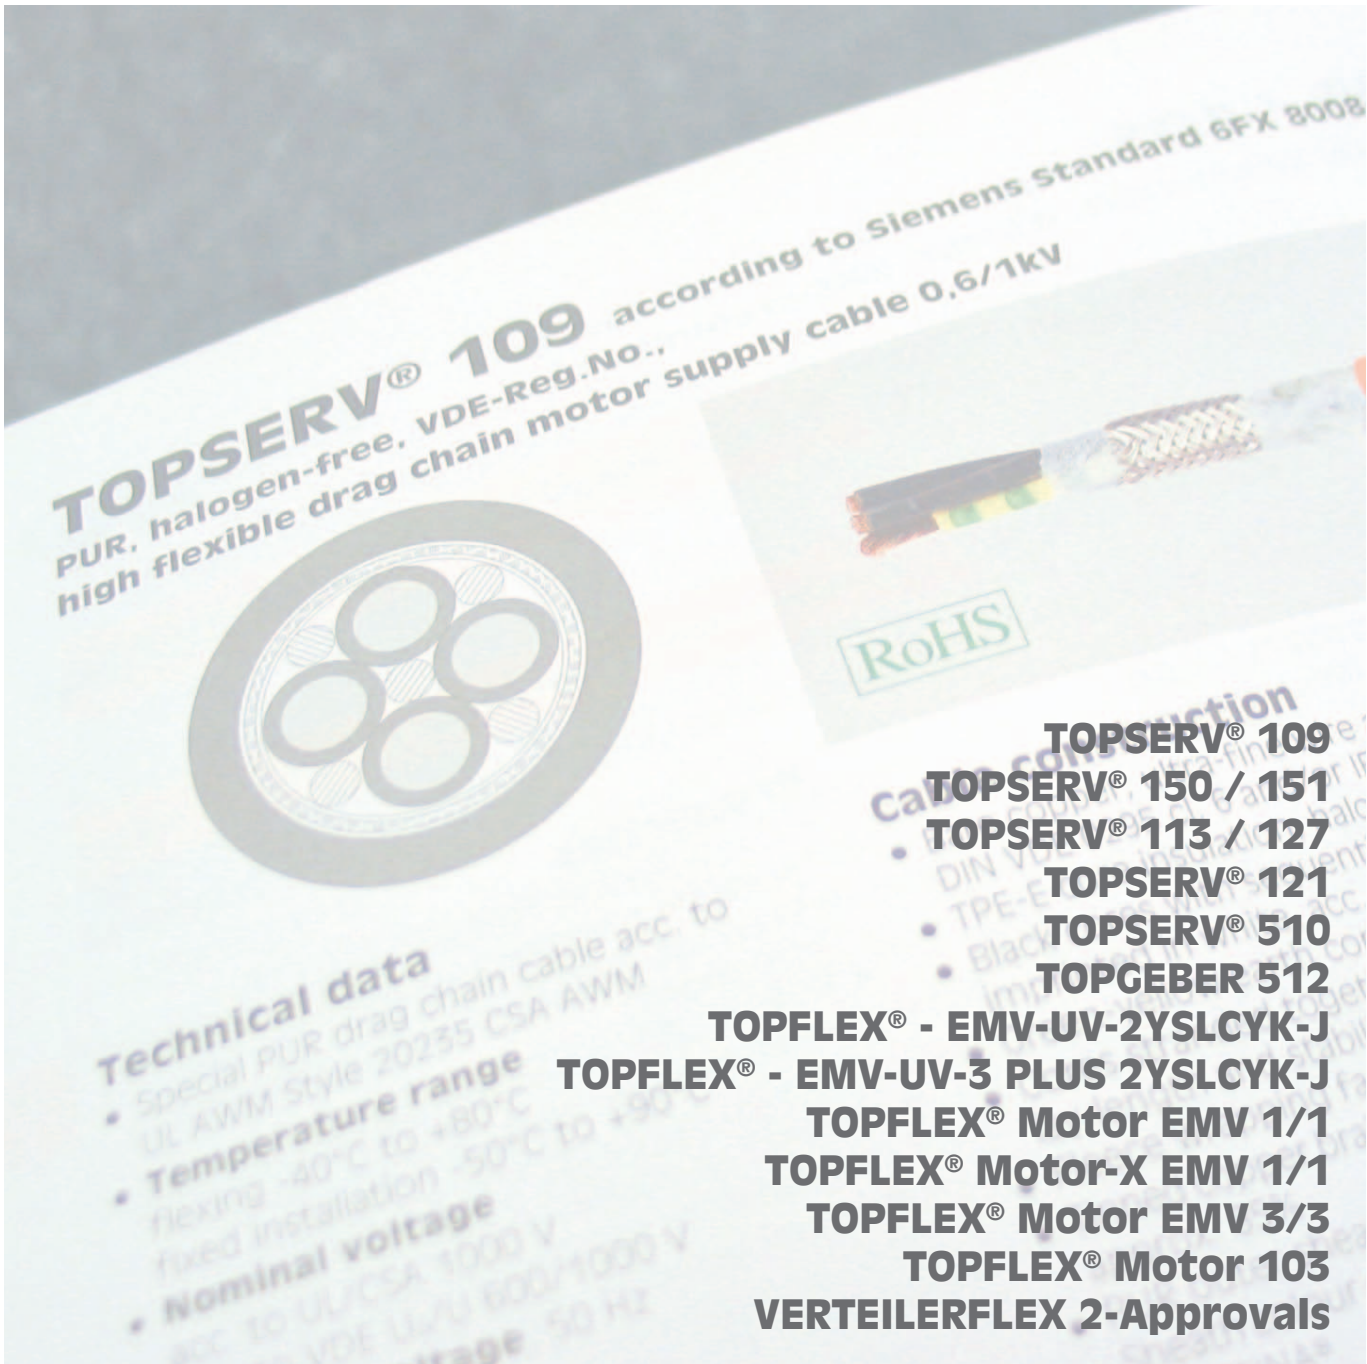 TOPSERV® 109 according to Siemens Standard 6FX 8008
PUR, halogen-free, VDE-Reg.No.,
high flexible drag chain motor supply cable 0,6/1kV
RoHS
Technical data
• Special PUR drag chain cable acc. to
UL AWM Style 20235 CSA AWM
• Temperature range
flexing -40°C to +80°C
fixed installation -50°C to +90°C
• Nominal voltage
acc. to UL/CSA 1000 V
VDE U₀/U 600/1000 V
50 Hz
Cable construction
DIN VDE
TPE-E
Black
TOPSERV® 109
TOPSERV® 150 / 151
TOPSERV® 113 / 127
TOPSERV® 121
TOPSERV® 510
TOPGEBER 512
TOPFLEX® - EMV-UV-2YSLCYK-J
TOPFLEX® - EMV-UV-3 PLUS 2YSLCYK-J
TOPFLEX® Motor EMV 1/1
TOPFLEX® Motor-X EMV 1/1
TOPFLEX® Motor EMV 3/3
TOPFLEX® Motor 103
VERTEILERFLEX 2-Approvals